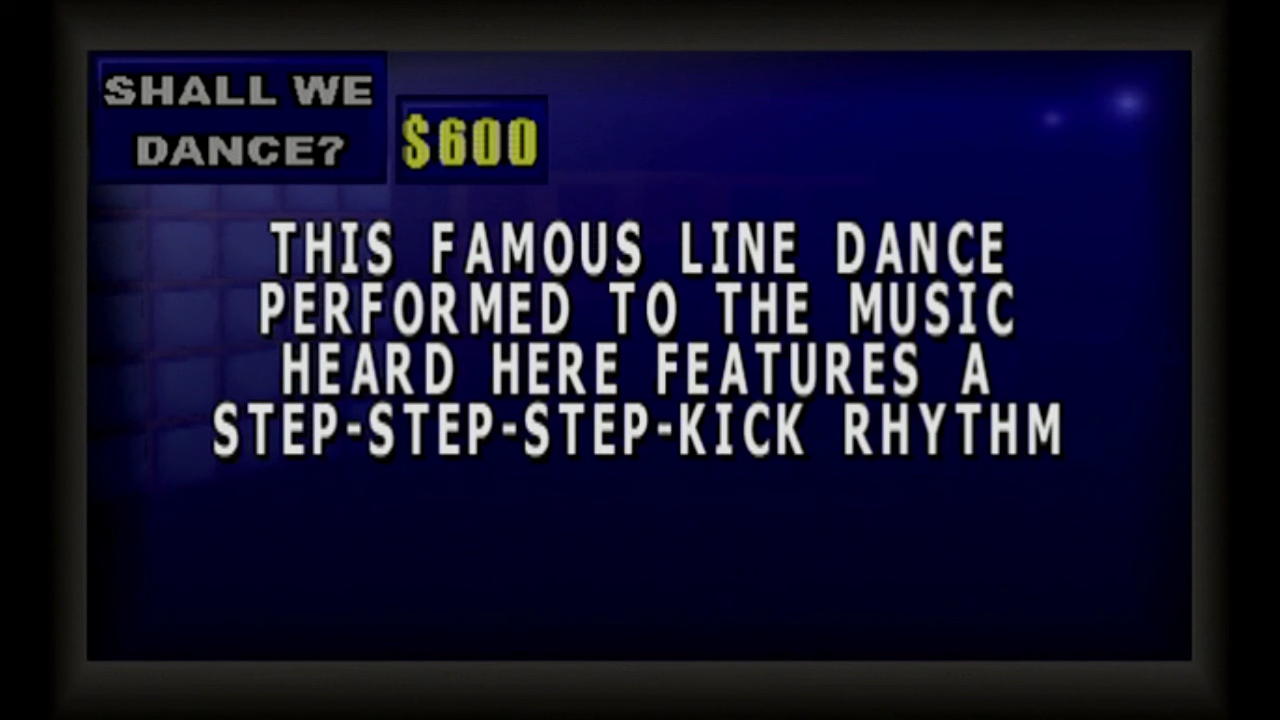 SHALL WE
DANCE?
$600
THIS FAMOUS LINE DANCE
PERFORMED TO THE MUSIC
HEARD HERE FEATURES A
STEP-STEP-STEP-KICK RHYTHM